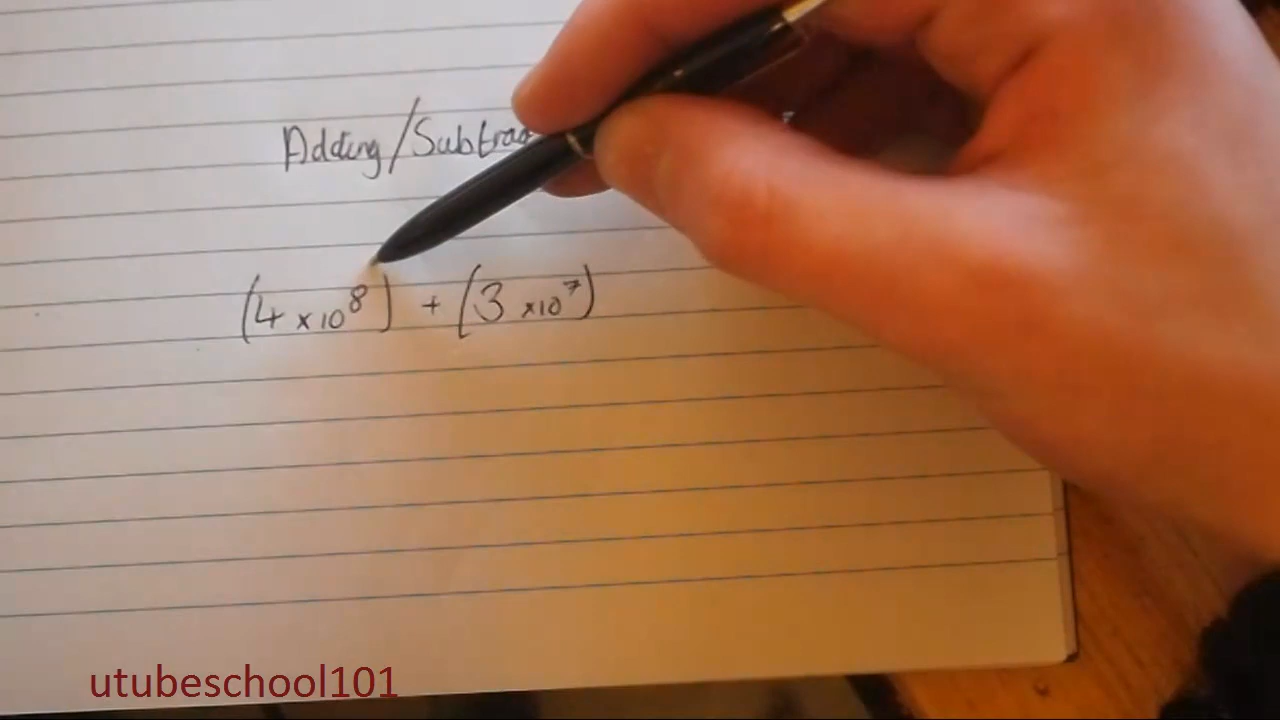 Adding/Subtrac
(4 ×10⁸) + (3 ×10⁷)
utubeschool101